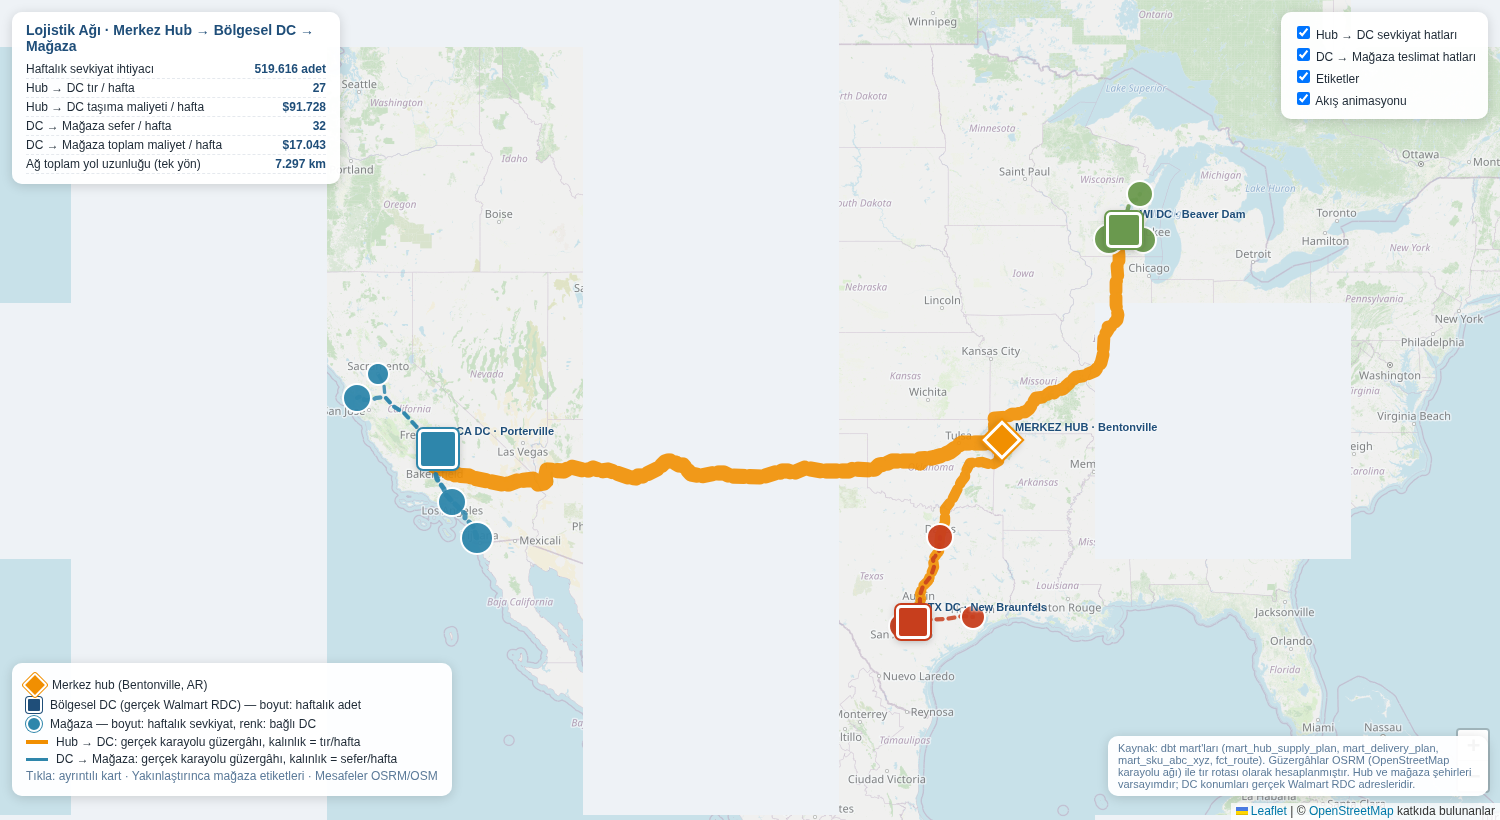 Lojistik Ağı · Merkez Hub → Bölgesel DC →
Mağaza
Haftalık sevkiyat ihtiyacı 519.616 adet
Hub → DC tır / hafta 27
Hub → DC taşıma maliyeti / hafta $91.728
DC → Mağaza sefer / hafta 32
DC → Mağaza toplam maliyet / hafta $17.043
Ağ toplam yol uzunluğu (tek yön) 7.297 km
Hub → DC sevkiyat hatları
DC → Mağaza teslimat hatları
Etiketler
Akış animasyonu
Winnipeg
Ontario
Seattle
Washington
Lake Superior
Minnesota
Idaho
Ottawa
Saint Paul
Wisconsin
Michigan
Lake Huron
Oregon
Boise
WI DC · Beaver Dam
Toronto
Hamilton
New York
Detroit
Chicago
Iowa
Nebraska
Lincoln
Pennsylvania
New York
Philadelphia
Kansas City
Nevada
Kansas
Missouri
Washington
Wichita
California
Virginia Beach
MERKEZ HUB · Bentonville
CA DC · Porterville
Las Vegas
Arkansas
Mexicali
Texas
Louisiana
Baja California
TX DC · New Braunfels
Jacksonville
Orlando
Florida
Nuevo Laredo
Reynosa
Monterrey
Tamaulipas
Miami
Nassau
Ciudad Victoria
La Habana
Merkez hub (Bentonville, AR)
Bölgesel DC (gerçek Walmart RDC) — boyut: haftalık adet
Mağaza — boyut: haftalık sevkiyat, renk: bağlı DC
Hub → DC: gerçek karayolu güzergâhı, kalınlık = tır/hafta
DC → Mağaza: gerçek karayolu güzergâhı, kalınlık = sefer/hafta
Tıkla: ayrıntılı kart · Yakınlaştırınca mağaza etiketleri · Mesafeler OSRM/OSM
Kaynak: dbt mart'ları (mart_hub_supply_plan, mart_delivery_plan,
mart_sku_abc_xyz, fct_route). Güzergâhlar OSRM (OpenStreetMap
karayolu ağı) ile tır rotası olarak hesaplanmıştır. Hub ve mağaza şehirleri
varsayımdır; DC konumları gerçek Walmart RDC adresleridir.
Leaflet | © OpenStreetMap katkıda bulunanlar